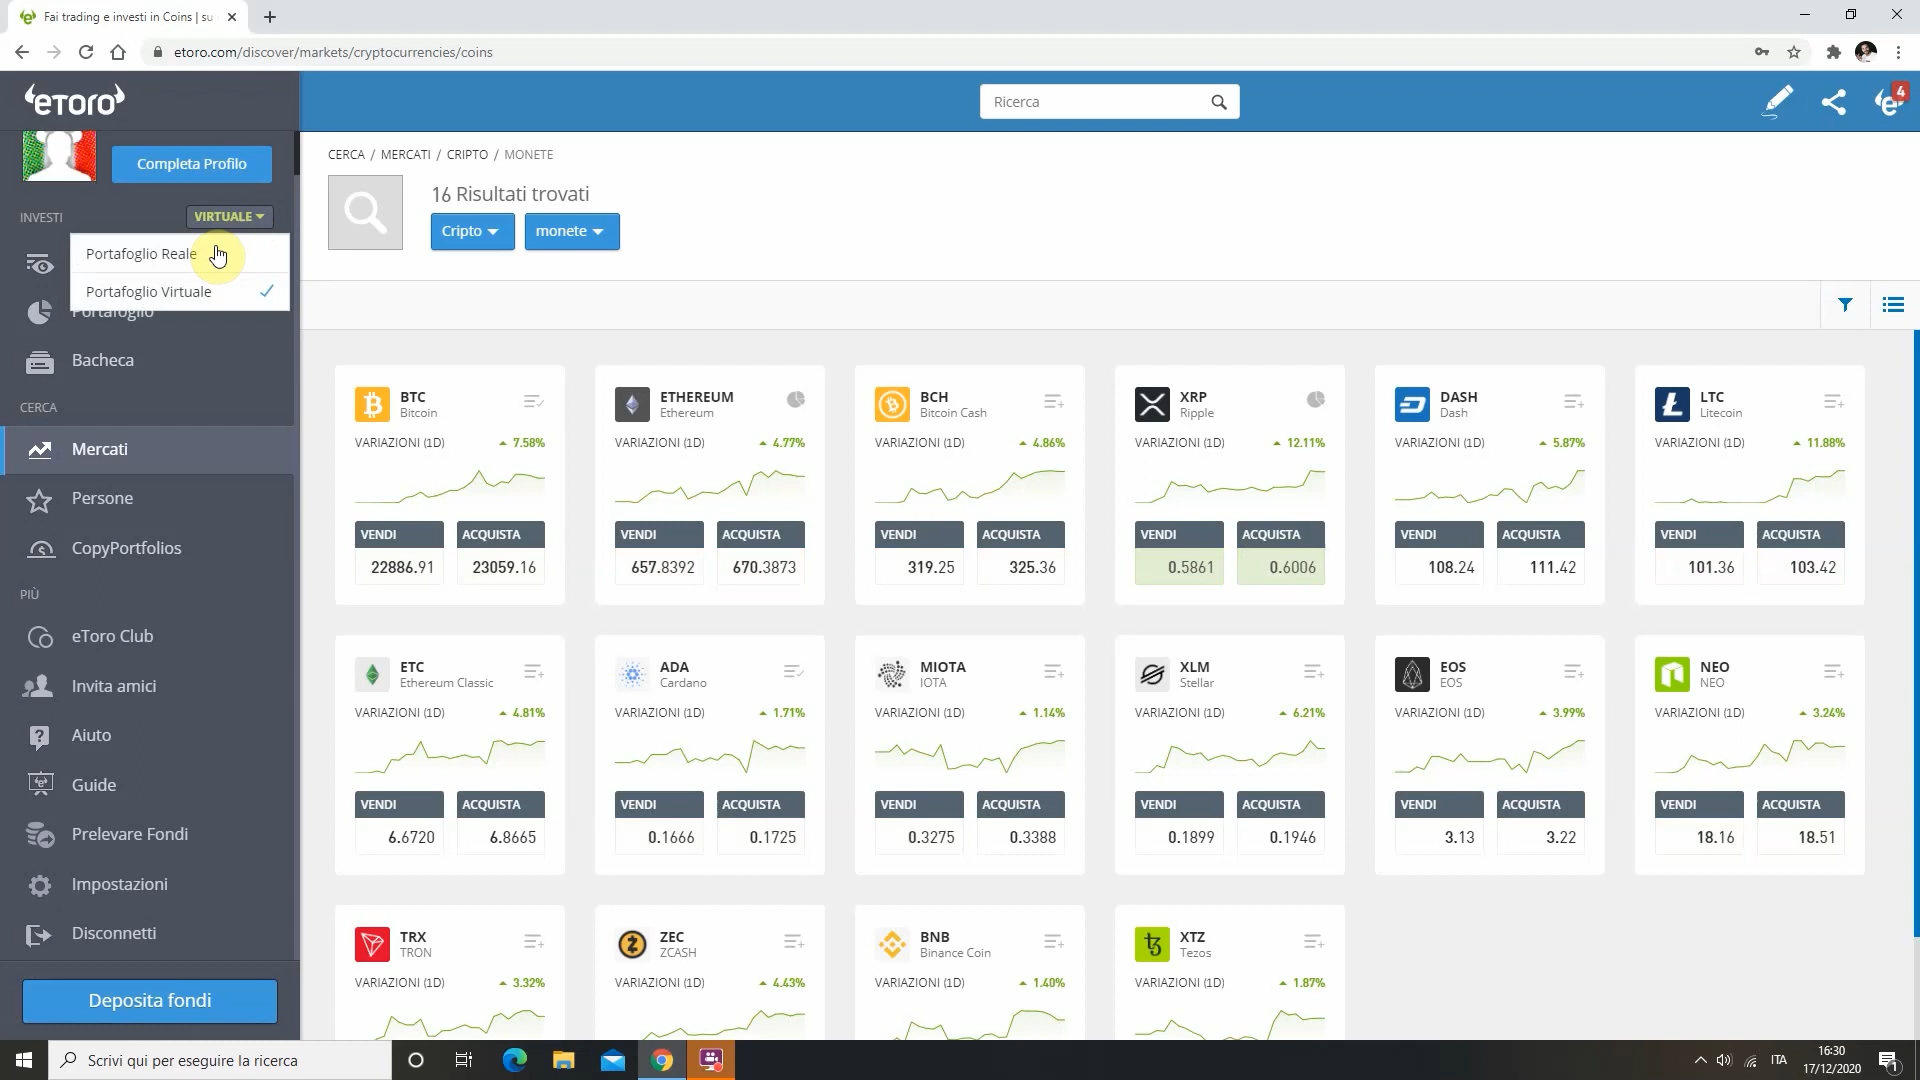 Fai trading e investi in Coins | su
etoro.com/discover/markets/cryptocurrencies/coins
eToro
Ricerca
4
Completa Profilo
INVESTI
VIRTUALE
Portafoglio Reale
Portafoglio Virtuale
Portafoglio
Bacheca
CERCA
Mercati
Persone
CopyPortfolios
PIÙ
eToro Club
Invita amici
Aiuto
Guide
Prelevare Fondi
Impostazioni
Disconnetti
Deposita fondi
CERCA / MERCATI / CRIPTO / MONETE
16 Risultati trovati
Cripto
monete
BTC
Bitcoin
VARIAZIONI (1D) 7.58%
VENDI ACQUISTA
22886.91 23059.16
ETHEREUM
Ethereum
VARIAZIONI (1D) 4.77%
VENDI ACQUISTA
657.8392 670.3873
BCH
Bitcoin Cash
VARIAZIONI (1D) 4.86%
VENDI ACQUISTA
319.25 325.36
XRP
Ripple
VARIAZIONI (1D) 12.11%
VENDI ACQUISTA
0.5861 0.6006
DASH
Dash
VARIAZIONI (1D) 5.87%
VENDI ACQUISTA
108.24 111.42
LTC
Litecoin
VARIAZIONI (1D) 11.88%
VENDI ACQUISTA
101.36 103.42
ETC
Ethereum Classic
VARIAZIONI (1D) 4.81%
VENDI ACQUISTA
6.6720 6.8665
ADA
Cardano
VARIAZIONI (1D) 1.71%
VENDI ACQUISTA
0.1666 0.1725
MIOTA
IOTA
VARIAZIONI (1D) 1.14%
VENDI ACQUISTA
0.3275 0.3388
XLM
Stellar
VARIAZIONI (1D) 6.21%
VENDI ACQUISTA
0.1899 0.1946
EOS
EOS
VARIAZIONI (1D) 3.99%
VENDI ACQUISTA
3.13 3.22
NEO
NEO
VARIAZIONI (1D) 3.24%
VENDI ACQUISTA
18.16 18.51
TRX
TRON
VARIAZIONI (1D) 3.32%
ZEC
ZCASH
VARIAZIONI (1D) 4.43%
BNB
Binance Coin
VARIAZIONI (1D) 1.40%
XTZ
Tezos
VARIAZIONI (1D) 1.87%
Scrivi qui per eseguire la ricerca
ITA
16:30
17/12/2020
1